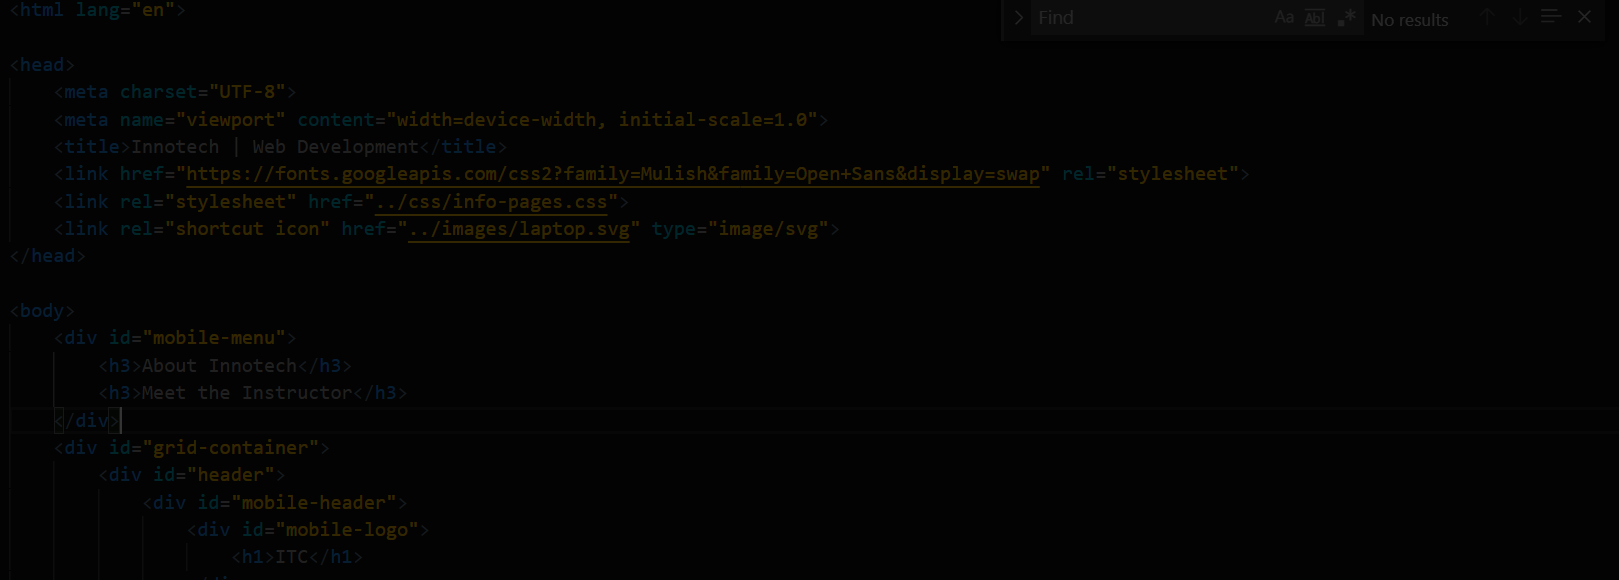 <html lang="en">
Find Aa Abl .* No results
<head>
<meta charset="UTF-8">
<meta name="viewport" content="width=device-width, initial-scale=1.0">
<title>Innotech | Web Development</title>
<link href="https://fonts.googleapis.com/css2?family=Mulish&family=Open+Sans&display=swap" rel="stylesheet">
<link rel="stylesheet" href="../css/info-pages.css">
<link rel="shortcut icon" href="../images/laptop.svg" type="image/svg">
</head>
<body>
<div id="mobile-menu">
<h3>About Innotech</h3>
<h3>Meet the Instructor</h3>
</div>
<div id="grid-container">
<div id="header">
<div id="mobile-header">
<div id="mobile-logo">
<h1>ITC</h1>